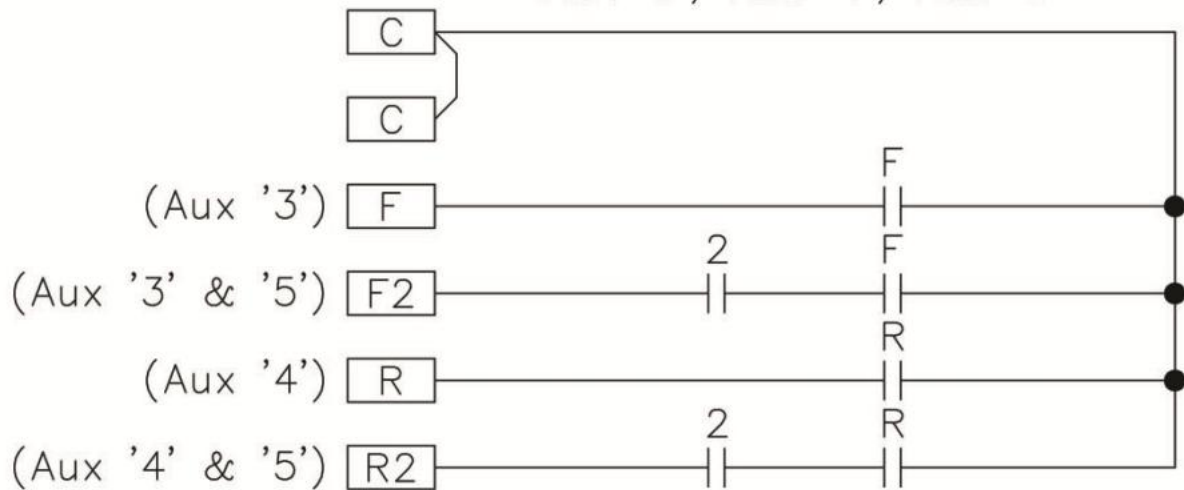 C
C
F
(Aux '3') F
2 F
(Aux '3' & '5') F2
R
(Aux '4') R
2 R
(Aux '4' & '5') R2